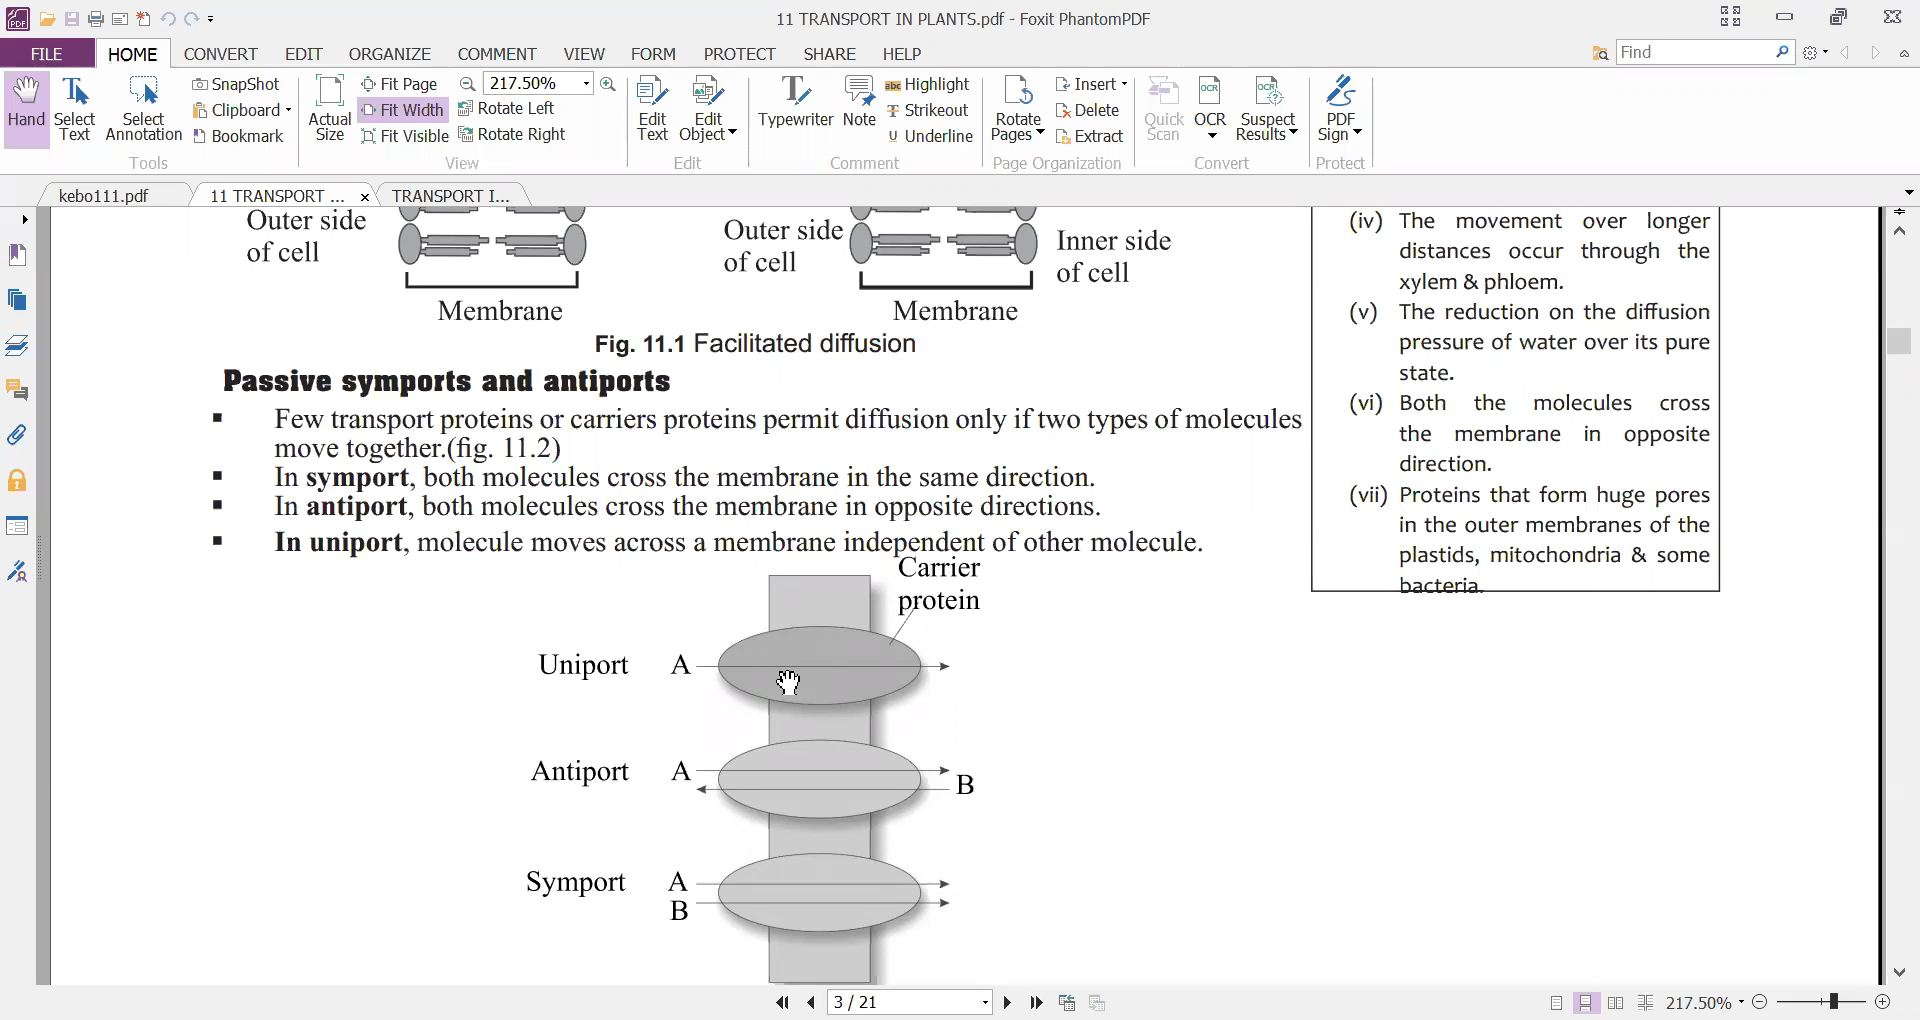 11 TRANSPORT IN PLANTS.pdf - Foxit PhantomPDF
FILE HOME CONVERT EDIT ORGANIZE COMMENT VIEW FORM PROTECT SHARE HELP Find
Hand
Select Text
Select Annotation
SnapShot
Clipboard
Bookmark
Tools
Actual Size
Fit Page
Fit Width
Fit Visible
217.50%
Rotate Left
Rotate Right
View
Edit Text
Edit Object
Edit
Typewriter
Note
Highlight
Strikeout
Underline
Comment
Rotate Pages
Insert
Delete
Extract
Page Organization
Quick Scan
OCR
Suspect Results
Convert
PDF Sign
Protect
kebo111.pdf 11 TRANSPORT ... TRANSPORT I...
Outer side
of cell
Membrane
Outer side
of cell
Inner side
of cell
Membrane
Fig. 11.1 Facilitated diffusion
Passive symports and antiports
▪ Few transport proteins or carriers proteins permit diffusion only if two types of molecules
move together.(fig. 11.2)
▪ In symport, both molecules cross the membrane in the same direction.
▪ In antiport, both molecules cross the membrane in opposite directions.
▪ In uniport, molecule moves across a membrane independent of other molecule.
Carrier
protein
Uniport A
Antiport A
B
Symport A
B
(iv) The movement over longer
distances occur through the
xylem & phloem.
(v) The reduction on the diffusion
pressure of water over its pure
state.
(vi) Both the molecules cross
the membrane in opposite
direction.
(vii) Proteins that form huge pores
in the outer membranes of the
plastids, mitochondria & some
bacteria.
3 / 21
217.50%